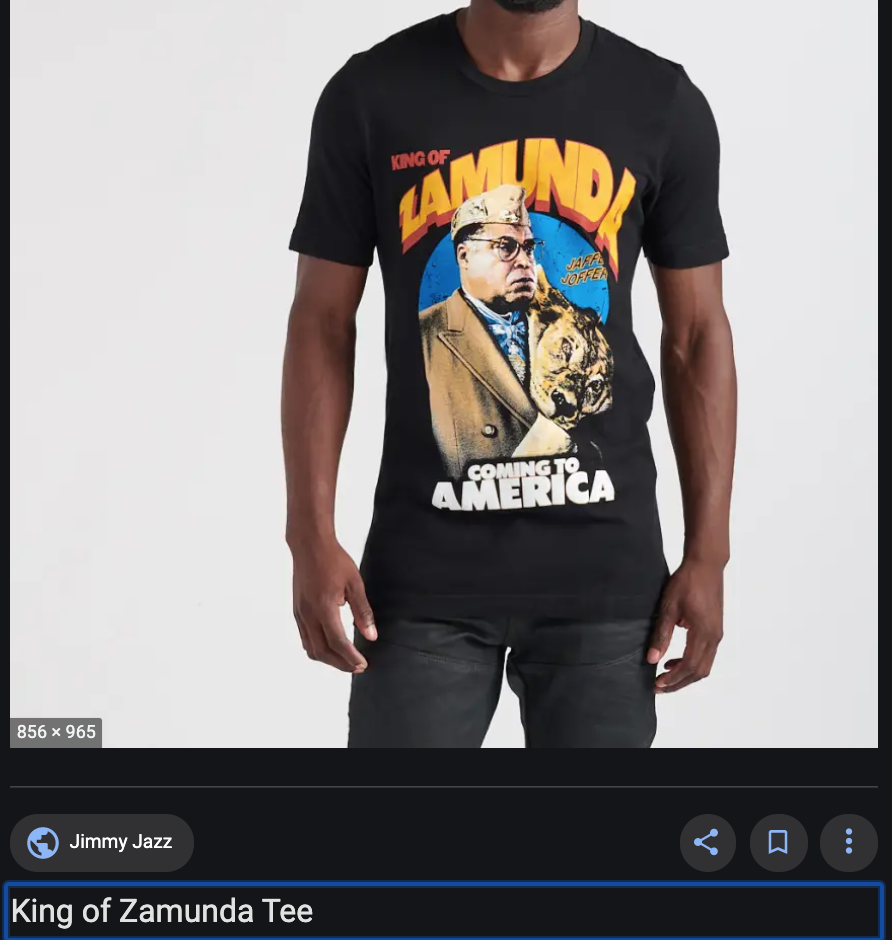 KING OF
ZAMUNDA
JAFFE
JOFFER
COMING TO
AMERICA
856 × 965
Jimmy Jazz
King of Zamunda Tee